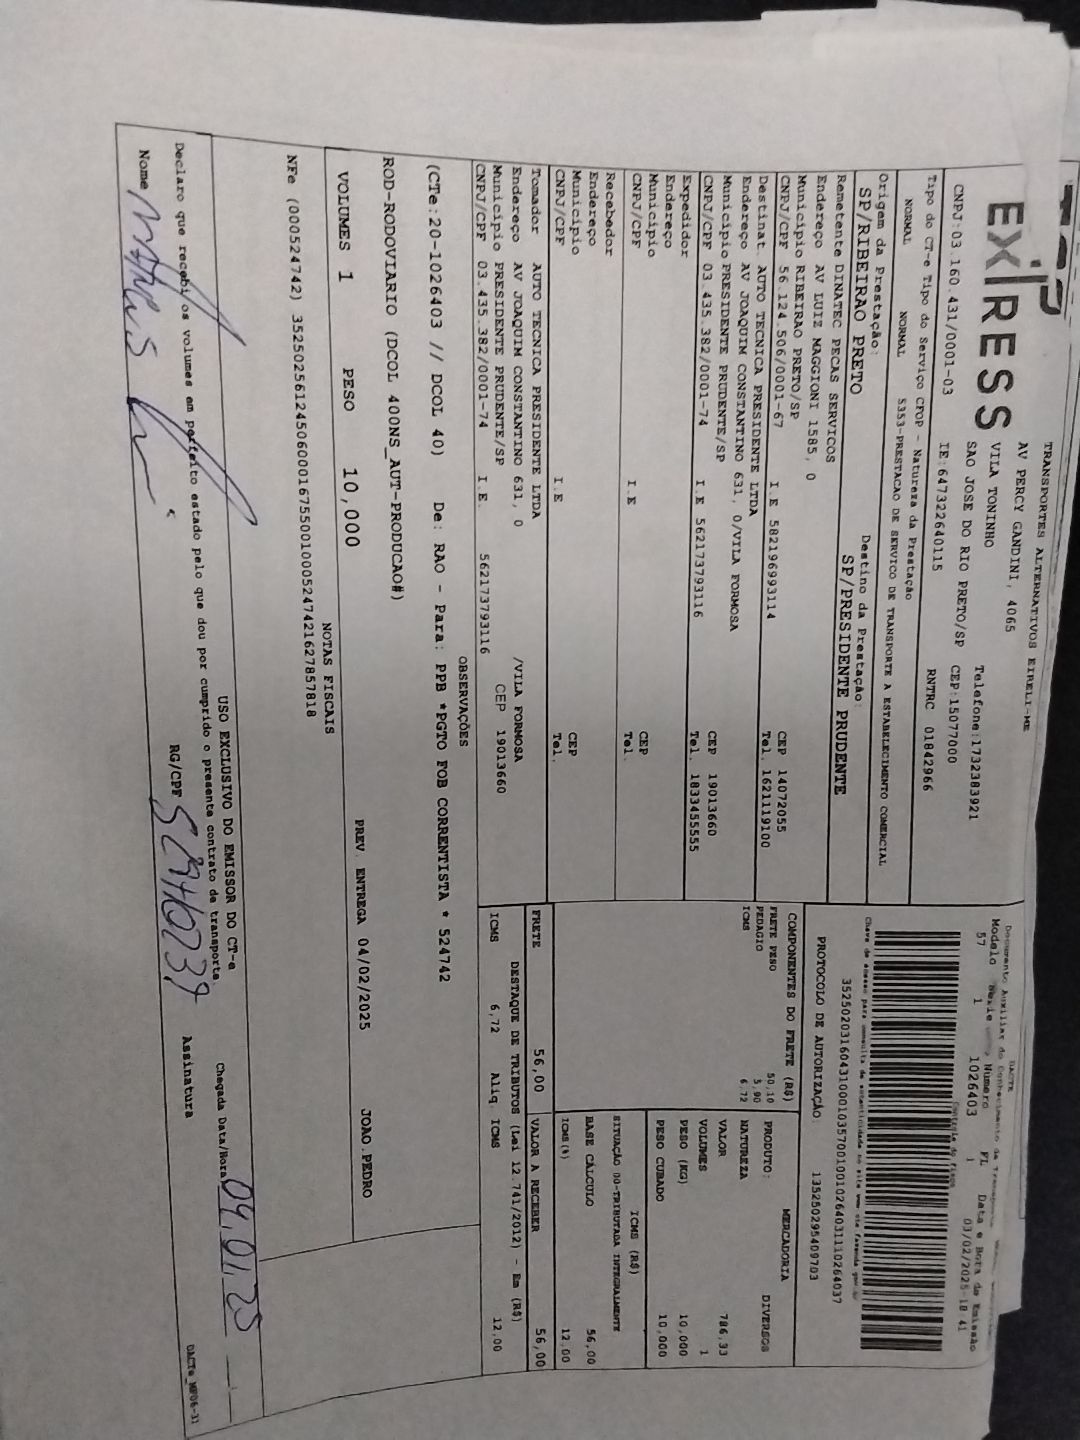 EXPRESS
TRANSPORTES ALTERNATIVOS EIRELI-ME
AV PERCY GANDINI, 4065
VILA TONINHO Telefone:1732383921
SAO JOSE DO RIO PRETO/SP CEP:15077000
CNPJ:03.160.431/0001-03 IE:647322640115 RNTRC 01842966
Tipo do CT-e Tipo do Serviço CFOP - Natureza da Prestação
NORMAL NORMAL 5353-PRESTACAO DE SERVICO DE TRANSPORTE A ESTABELECIMENTO COMERCIAL
Origem da Prestação: Destino da Prestação:
SP/RIBEIRAO PRETO SP/PRESIDENTE PRUDENTE
Remetente DINATEC PECAS SERVICOS
Endereço AV LUIZ MAGGIONI 1585, 0 CEP 14072055
Município RIBEIRAO PRETO/SP Tel. 1621119100
CNPJ/CPF 56.124.506/0001-67 I.E 582196993114
Destinat. AUTO TECNICA PRESIDENTE LTDA
Endereço AV JOAQUIM CONSTANTINO 631, 0/VILA FORMOSA
Município PRESIDENTE PRUDENTE/SP CEP 19013660
CNPJ/CPF 03.435.382/0001-74 I.E 562173793116 Tel. 1833455555
Expedidor
Endereço
Município CEP
CNPJ/CPF I.E Tel.
Recebedor
Endereço
Município CEP
CNPJ/CPF I.E Tel.
Tomador AUTO TECNICA PRESIDENTE LTDA
Endereço AV JOAQUIM CONSTANTINO 631, 0 /VILA FORMOSA
Município PRESIDENTE PRUDENTE/SP CEP 19013660
CNPJ/CPF 03.435.382/0001-74 I.E. 562173793116
DACTE
Documento Auxiliar do Conhecimento de Transporte
Modelo Serie Número FL Data e Hora de Emissão
57 1 1026403 1 03/02/2025-18:41
Controle do Fisco
Chave de acesso para consulta de autenticidade no site www.cte.fazenda.gov.br
35250203160431000103570010010264031110264037
PROTOCOLO DE AUTORIZAÇÃO: 135250295409703
COMPONENTES DO FRETE (R$)
FRETE PESO 50,10
PEDAGIO 5,90
ICMS 6,72
MERCADORIA
PRODUTO: DIVERSOS
NATUREZA
VALOR 786,33
VOLUMES 1
PESO (KG) 10,000
PESO CUBADO 10,000
ICMS (R$)
SITUAÇÃO 00-TRIBUTADA INTEGRALMENTE
BASE CÁLCULO 56,00
ICMS(%) 12,00
FRETE 56,00 VALOR A RECEBER 56,00
DESTAQUE DE TRIBUTOS (Lei 12.741/2012) - Em (R$)
ICMS 6,72 Aliq. ICMS 12,00
OBSERVAÇÕES
(CTe:20-1026403 // DCOL 40) De: RAO - Para: PPB *PGTO FOB CORRENTISTA * 524742
ROD-RODOVIARIO (DCOL 400NS_AUT-PRODUCAO#)
VOLUMES 1 PESO 10,000 PREV. ENTREGA 04/02/2025 JOAO.PEDRO
NOTAS FISCAIS
NFe (000524742) 35250256124506000167550010005247421627857818
USO EXCLUSIVO DO EMISSOR DO CT-e
Declaro que recebi os volumes em perfeito estado pelo que dou por cumprido o presente contrato de transporte.
Chegada Data/Hora
Nome RG/CPF Assinatura